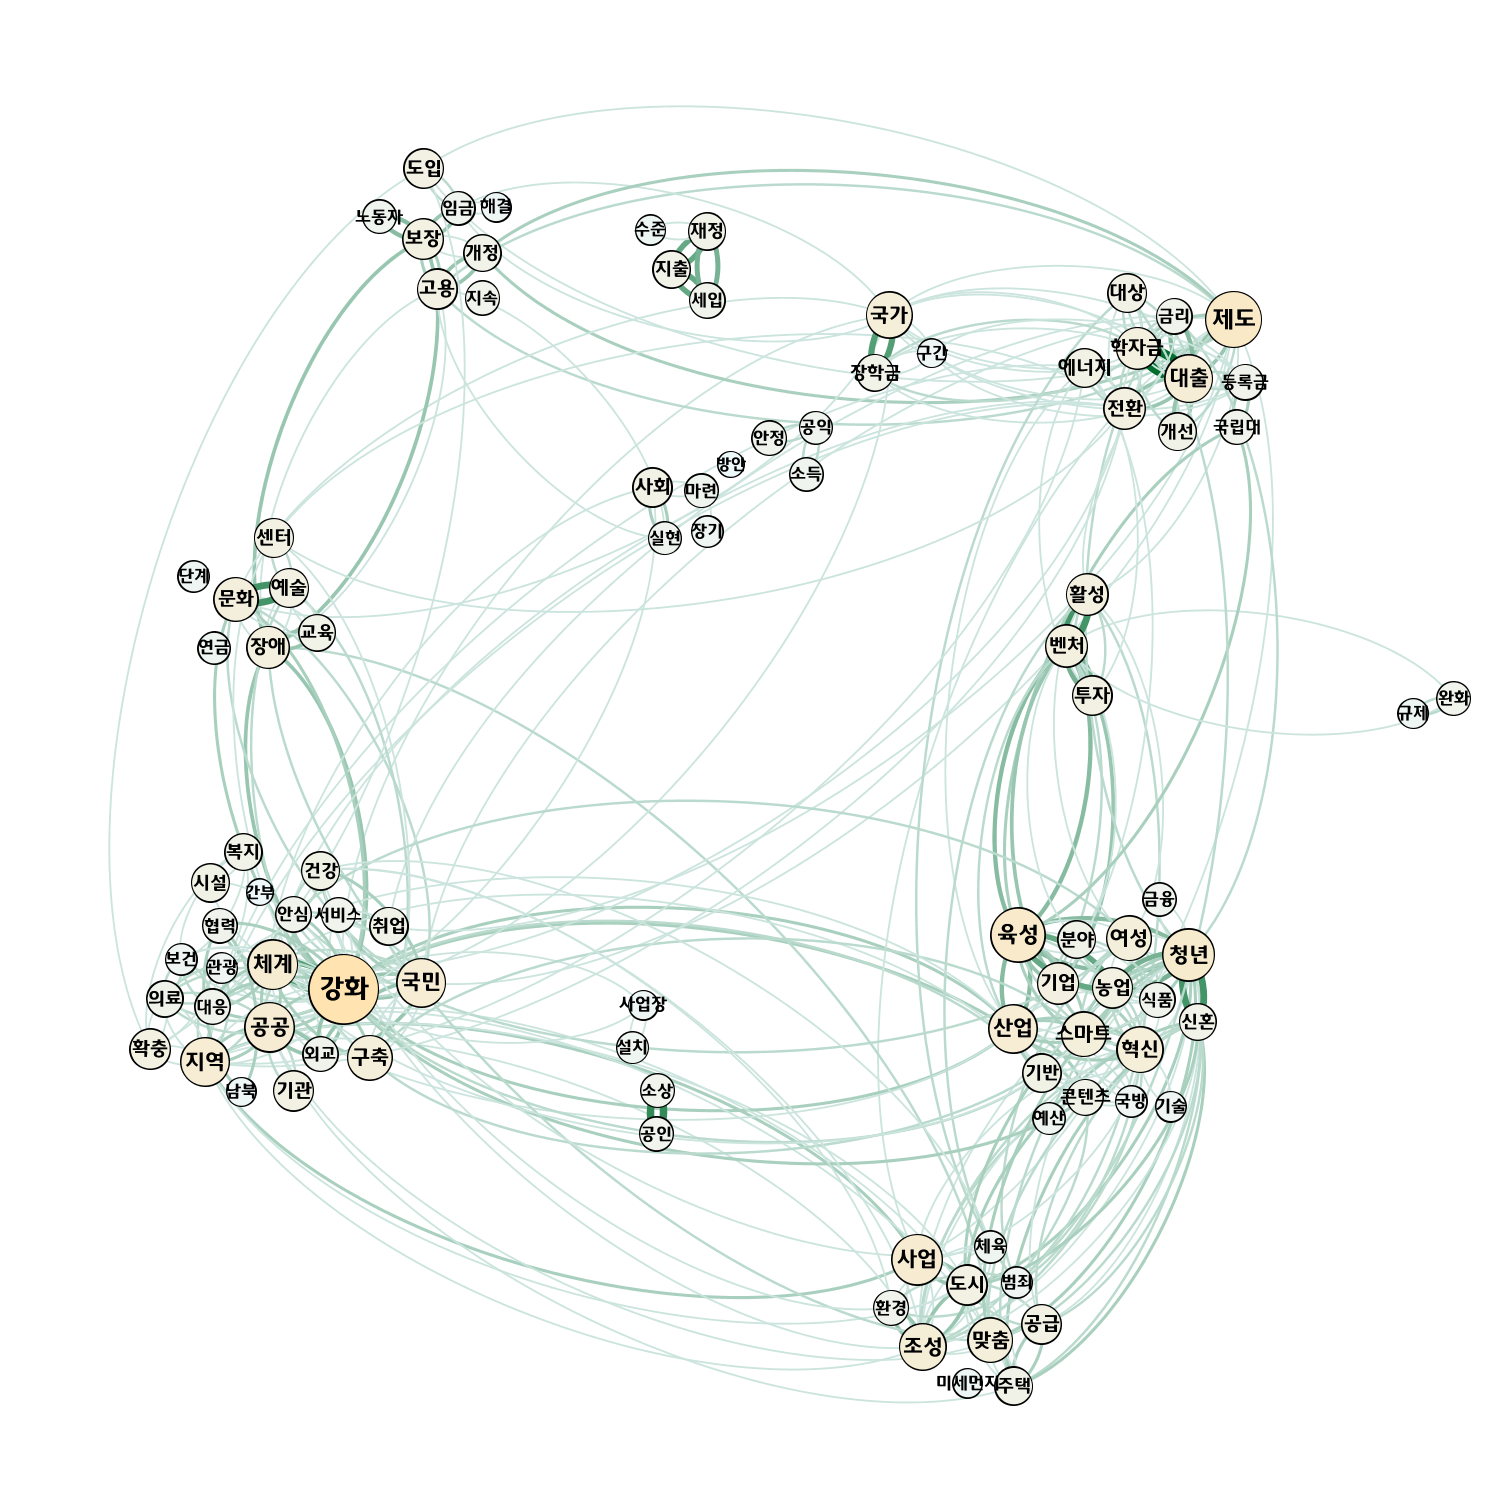 도입
노동자
임금
해결
보장
개정
고용
지속
수준
재정
지출
세입
국가
장학금
구간
대상
금리
제도
학자금
에너지
대출
등록금
전환
개선
국립대
공익
안정
방안
소득
사회
마련
실현
장기
센터
단계
예술
문화
교육
연금
장애
활성
벤처
투자
규제
완화
복지
건강
시설
간부
안심
서비스
협력
취업
보건
관광
체계
강화
국민
의료
대응
공공
확충
지역
외교
구축
남북
기관
사업장
설치
소상
공인
금융
육성
분야
여성
청년
기업
농업
식품
신혼
산업
스마트
혁신
기반
콘텐츠
국방
기술
예산
사업
체육
도시
범죄
환경
공급
조성
맞춤
미세먼지
주택